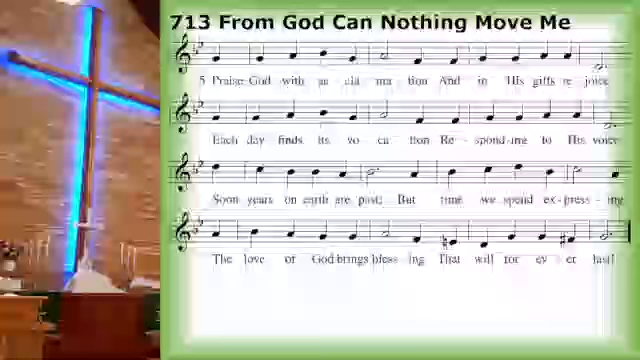 713 From God Can Nothing Move Me
5 Praise God with ac cla ma - tion And in His gifts re joice
Each day finds its vo - ca - tion Re - spond-ing to His voice
Soon years on earth are past; But time we spend ex - press - ing
The love of God brings bless - ing That will for ev - er last!